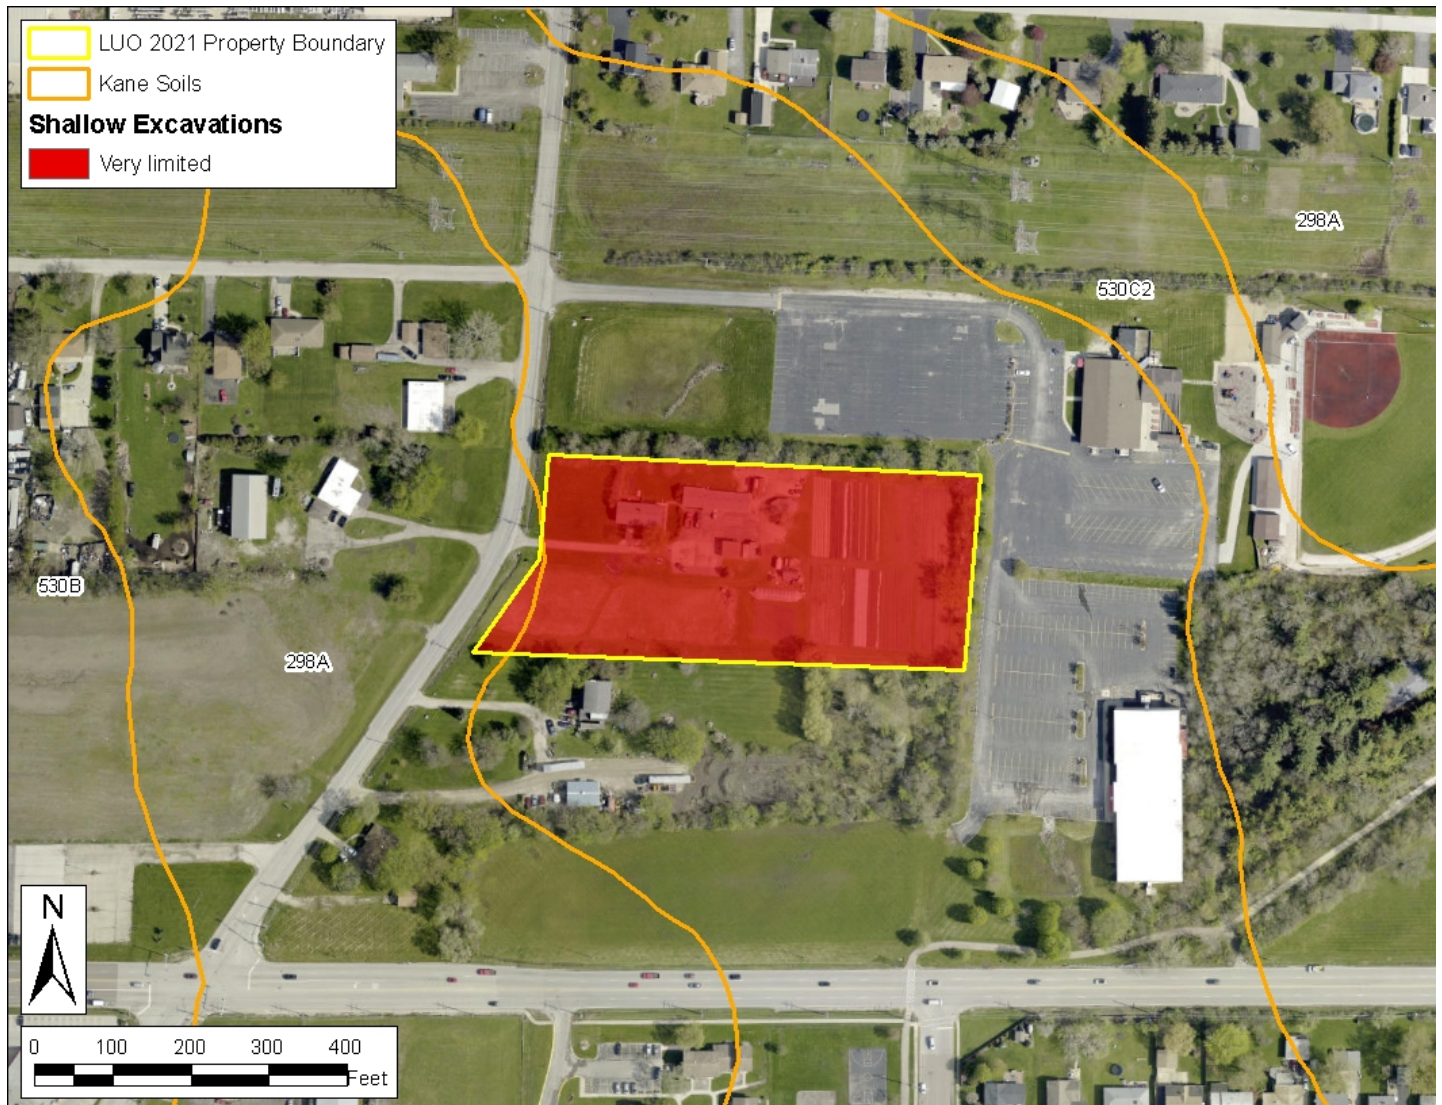 LUO 2021 Property Boundary
Kane Soils
Shallow Excavations
Very limited
298A
530C2
530B
298A
N
0 100 200 300 400
Feet